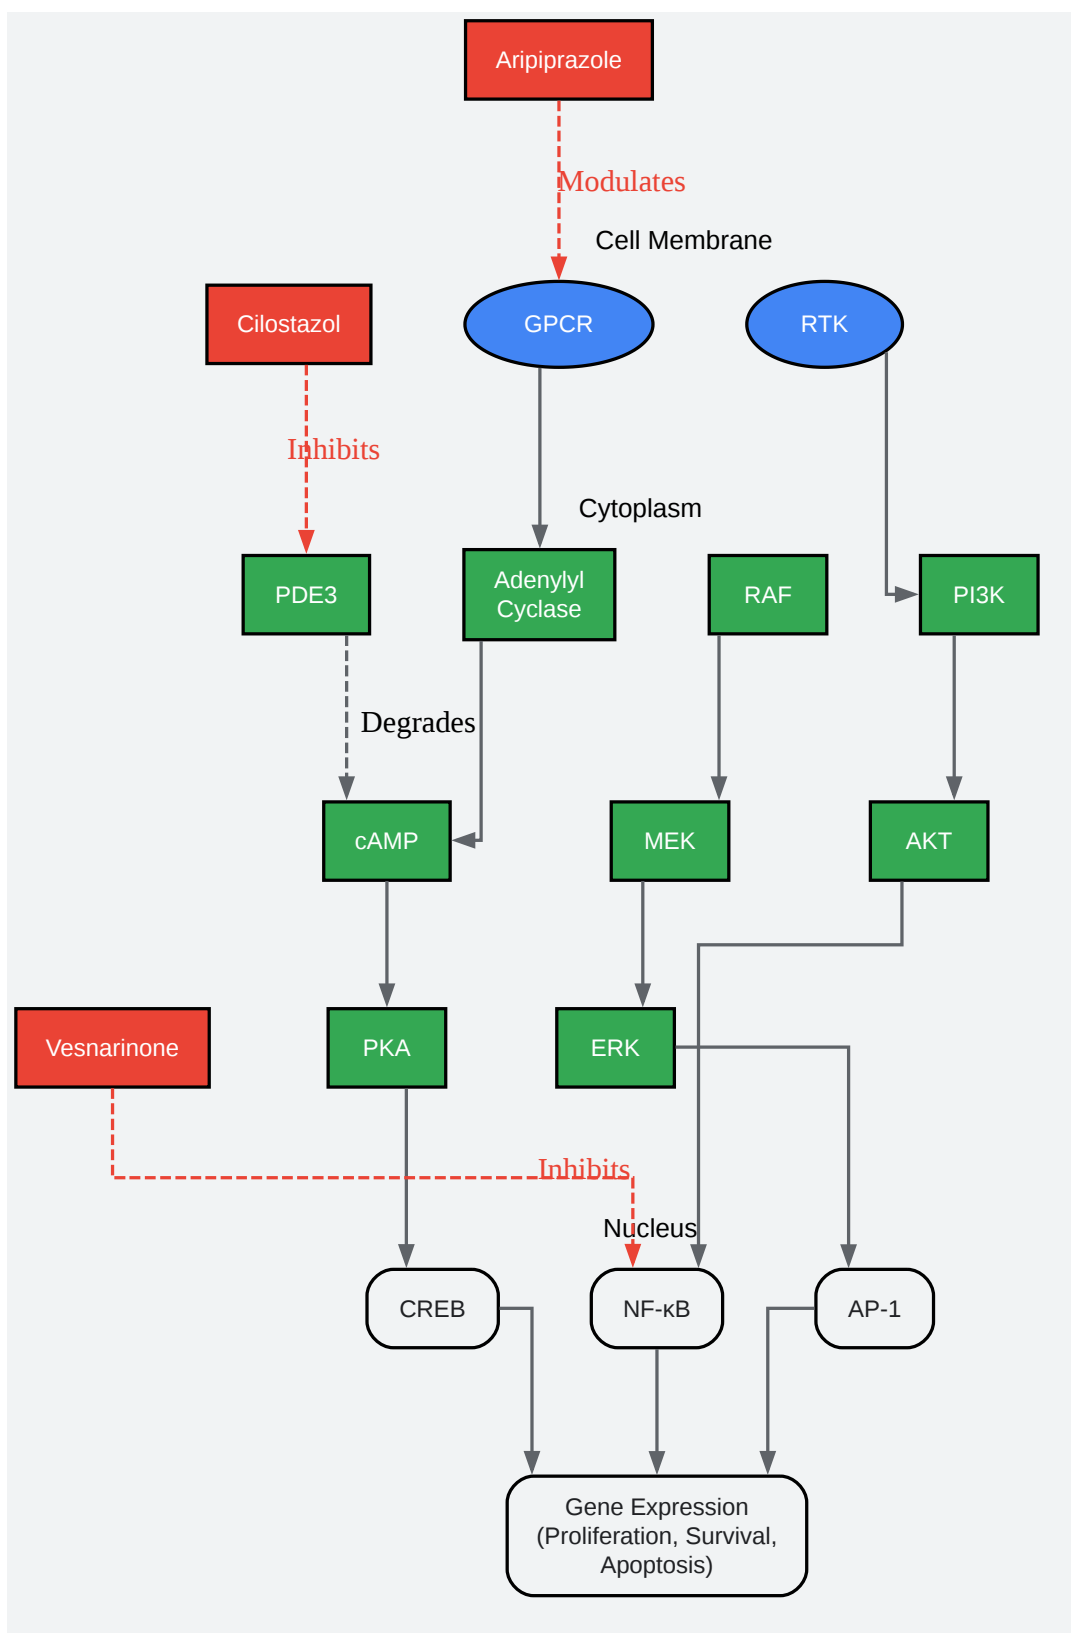 Aripiprazole
Modulates
Cell Membrane
Cilostazol
GPCR
RTK
Inhibits
Cytoplasm
PDE3
Adenylyl
Cyclase
RAF
PI3K
Degrades
cAMP
MEK
AKT
Vesnarinone
PKA
ERK
Inhibits
Nucleus
CREB
NF-κB
AP-1
Gene Expression
(Proliferation, Survival,
Apoptosis)